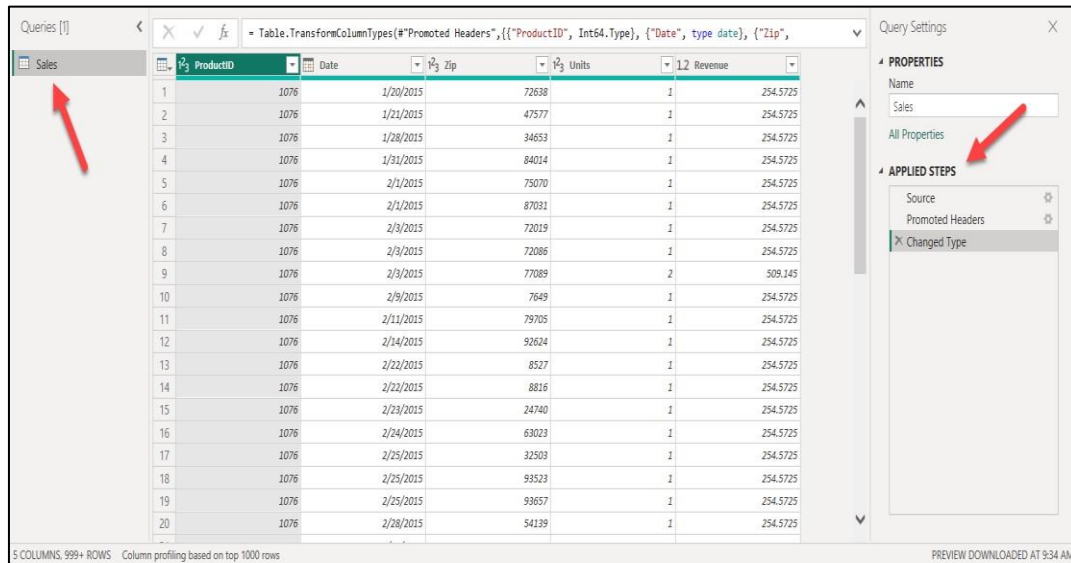 Queries [1]
Sales
fx = Table.TransformColumnTypes(#"Promoted Headers",{{"ProductID", Int64.Type}, {"Date", type date}, {"Zip",
1²3 ProductID Date 1²3 Zip 1²3 Units 1.2 Revenue
1 1076 1/20/2015 72638 1 254.5725
2 1076 1/21/2015 47577 1 254.5725
3 1076 1/28/2015 34653 1 254.5725
4 1076 1/31/2015 84014 1 254.5725
5 1076 2/1/2015 75070 1 254.5725
6 1076 2/1/2015 87031 1 254.5725
7 1076 2/3/2015 72019 1 254.5725
8 1076 2/3/2015 72086 1 254.5725
9 1076 2/3/2015 77089 2 509.145
10 1076 2/9/2015 7649 1 254.5725
11 1076 2/11/2015 79705 1 254.5725
12 1076 2/14/2015 92624 1 254.5725
13 1076 2/22/2015 8527 1 254.5725
14 1076 2/22/2015 8816 1 254.5725
15 1076 2/23/2015 24740 1 254.5725
16 1076 2/24/2015 63023 1 254.5725
17 1076 2/25/2015 32503 1 254.5725
18 1076 2/25/2015 93523 1 254.5725
19 1076 2/25/2015 93657 1 254.5725
20 1076 2/28/2015 54139 1 254.5725
Query Settings
PROPERTIES
Name
Sales
All Properties
APPLIED STEPS
Source
Promoted Headers
Changed Type
5 COLUMNS, 999+ ROWS Column profiling based on top 1000 rows
PREVIEW DOWNLOADED AT 9:34 AM